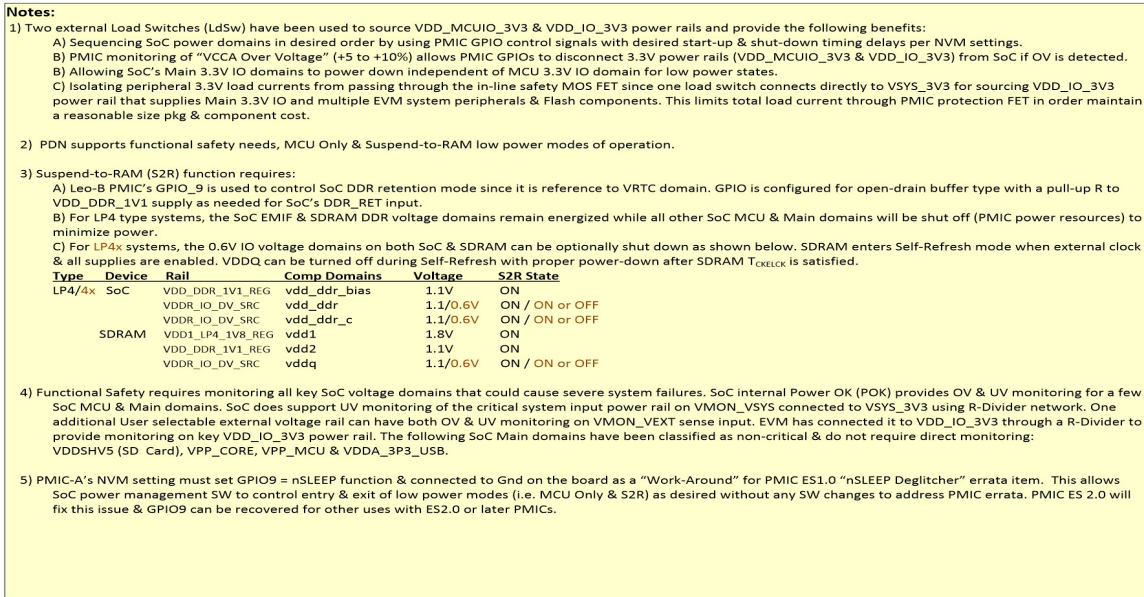 Notes:
1) Two external Load Switches (LdSw) have been used to source VDD_MCUIO_3V3 & VDD_IO_3V3 power rails and provide the following benefits:
A) Sequencing SoC power domains in desired order by using PMIC GPIO control signals with desired start-up & shut-down timing delays per NVM settings.
B) PMIC monitoring of “VCCA Over Voltage” (+5 to +10%) allows PMIC GPIOs to disconnect 3.3V power rails (VDD_MCUIO_3V3 & VDD_IO_3V3) from SoC if OV is detected.
B) Allowing SoC’s Main 3.3V IO domains to power down independent of MCU 3.3V IO domain for low power states.
C) Isolating peripheral 3.3V load currents from passing through the in-line safety MOS FET since one load switch connects directly to VSYS_3V3 for sourcing VDD_IO_3V3
power rail that supplies Main 3.3V IO and multiple EVM system peripherals & Flash components. This limits total load current through PMIC protection FET in order maintain
a reasonable size pkg & component cost.
2) PDN supports functional safety needs, MCU Only & Suspend-to-RAM low power modes of operation.
3) Suspend-to-RAM (S2R) function requires:
A) Leo-B PMIC’s GPIO_9 is used to control SoC DDR retention mode since it is reference to VRTC domain. GPIO is configured for open-drain buffer type with a pull-up R to
VDD_DDR_1V1 supply as needed for SoC’s DDR_RET input.
B) For LP4 type systems, the SoC EMIF & SDRAM DDR voltage domains remain energized while all other SoC MCU & Main domains will be shut off (PMIC power resources) to
minimize power.
C) For LP4x systems, the 0.6V IO voltage domains on both SoC & SDRAM can be optionally shut down as shown below. SDRAM enters Self-Refresh mode when external clock
& all supplies are enabled. VDDQ can be turned off during Self-Refresh with proper power-down after SDRAM TCKELCK is satisfied.
Type Device Rail Comp Domains Voltage S2R State
LP4/4x SoC VDD_DDR_1V1_REG vdd_ddr_bias 1.1V ON
VDDR_IO_DV_SRC vdd_ddr 1.1/0.6V ON / ON or OFF
VDDR_IO_DV_SRC vdd_ddr_c 1.1/0.6V ON / ON or OFF
SDRAM VDD1_LP4_1V8_REG vdd1 1.8V ON
VDD_DDR_1V1_REG vdd2 1.1V ON
VDDR_IO_DV_SRC vddq 1.1/0.6V ON / ON or OFF
4) Functional Safety requires monitoring all key SoC voltage domains that could cause severe system failures. SoC internal Power OK (POK) provides OV & UV monitoring for a few
SoC MCU & Main domains. SoC does support UV monitoring of the critical system input power rail on VMON_VSYS connected to VSYS_3V3 using R-Divider network. One
additional User selectable external voltage rail can have both OV & UV monitoring on VMON_VEXT sense input. EVM has connected it to VDD_IO_3V3 through a R-Divider to
provide monitoring on key VDD_IO_3V3 power rail. The following SoC Main domains have been classified as non-critical & do not require direct monitoring:
VDDSHV5 (SD Card), VPP_CORE, VPP_MCU & VDDA_3P3_USB.
5) PMIC-A’s NVM setting must set GPIO9 = nSLEEP function & connected to Gnd on the board as a “Work-Around” for PMIC ES1.0 “nSLEEP Deglitcher” errata item. This allows
SoC power management SW to control entry & exit of low power modes (i.e. MCU Only & S2R) as desired without any SW changes to address PMIC errata. PMIC ES 2.0 will
fix this issue & GPIO9 can be recovered for other uses with ES2.0 or later PMICs.